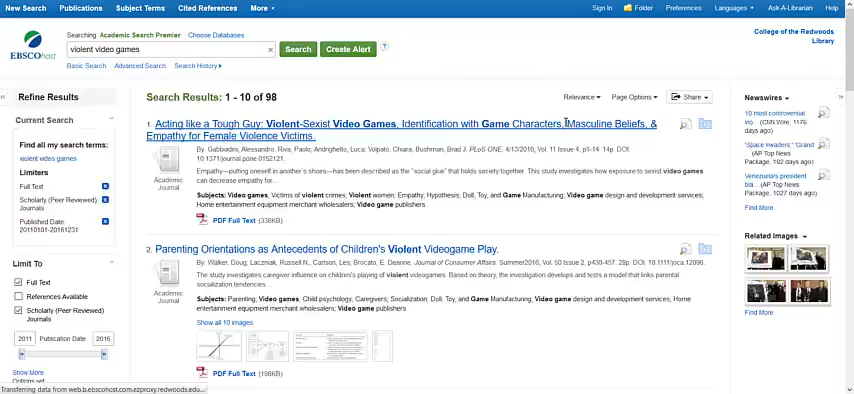 New Search Publications Subject Terms Cited References More Sign In Folder Preferences Languages Ask-A-Librarian Help
Searching: Academic Search Premier Choose Databases
violent video games × Search Create Alert ?
EBSCOhost
Basic Search Advanced Search Search History
College of the Redwoods
Library
Refine Results
Current Search
Find all my search terms:
violent video games
Limiters
Full Text
Scholarly (Peer Reviewed)
Journals
Published Date:
20110101-20161231
Limit To
Full Text
References Available
Scholarly (Peer Reviewed)
Journals
2011 Publication Date 2016
Show More
Options set
Transferring data from web.b.ebscohost.com.ezproxy.redwoods.edu...
Search Results: 1 - 10 of 98
Relevance Page Options Share
1. Acting like a Tough Guy: Violent-Sexist Video Games, Identification with Game Characters, Masculine Beliefs, &
Empathy for Female Violence Victims.
By: Gabbiadini, Alessandro, Riva, Paolo, Andrighetto, Luca, Volpato, Chiara, Bushman, Brad J. PLoS ONE. 4/13/2016, Vol. 11 Issue 4, p1-14. 14p. DOI:
10.1371/journal.pone.0152121.
Empathy—putting oneself in another's shoes—has been described as the "social glue" that holds society together. This study investigates how exposure to sexist video games
can decrease empathy for...
Academic
Journal
Subjects: Video games; Victims of violent crimes; Violent women; Empathy; Hypothesis; Doll, Toy, and Game Manufacturing; Video game design and development services;
Home entertainment equipment merchant wholesalers; Video game publishers
PDF Full Text (338KB)
2. Parenting Orientations as Antecedents of Children's Violent Videogame Play.
By: Walker, Doug; Laczniak, Russell N.; Carlson, Les; Brocato, E. Deanne. Journal of Consumer Affairs. Summer2016, Vol. 50 Issue 2, p430-457. 28p. DOI: 10.1111/joca.12096.
The study investigates caregiver influence on children's playing of violent videogames. Based on theory, the investigation develops and tests a model that links parental
socialization tendencies ...
Academic
Journal
Subjects: Parenting; Video games; Child psychology; Caregivers; Socialization; Doll, Toy, and Game Manufacturing; Video game design and development services; Home
entertainment equipment merchant wholesalers; Video game publishers
Show all 10 images
PDF Full Text (198KB)
Newswires
10 most controversial
vio... (CNN Wire, 1176
days ago)
'Space Invaders,' 'Grand
... (AP Top News
Package, 192 days ago)
Venezuela's president
bla... (AP Top News
Package, 1027 days ago)
Find More
Related Images
Find More